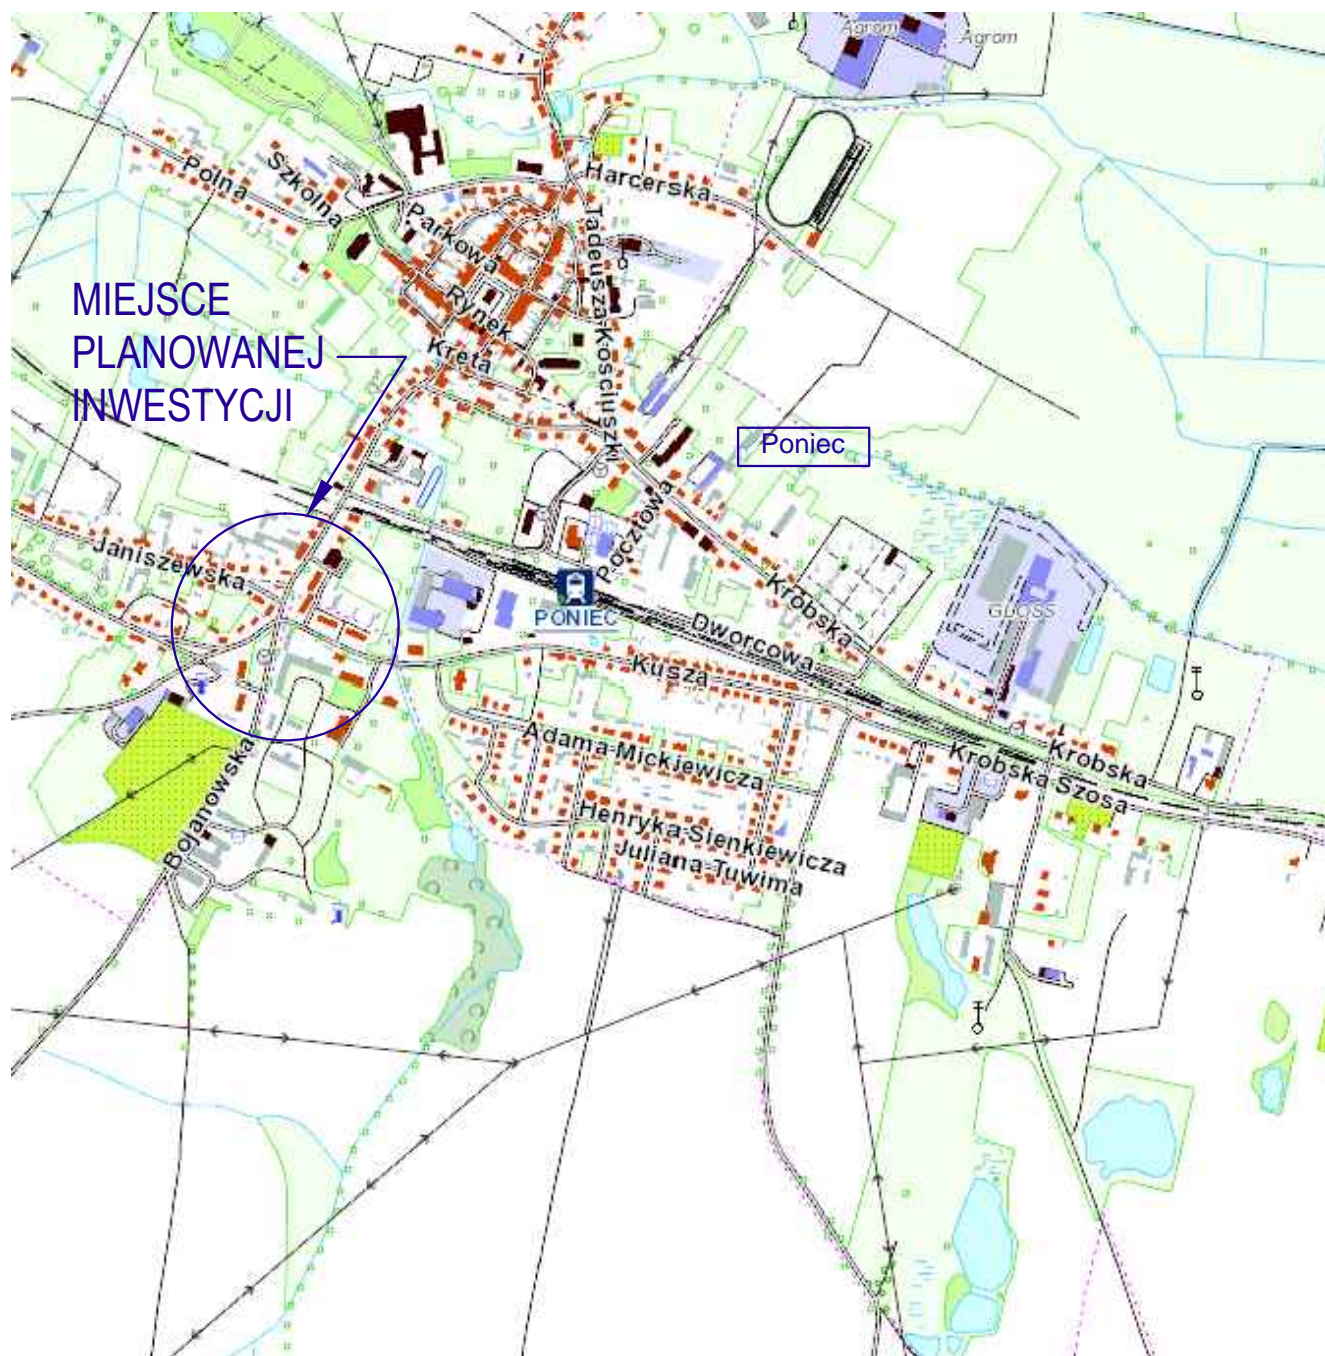 Agrom
Agrom
Polna
Szkolna
Harcerska
Parkowa
Tadeusza Kościuszki
MIEJSCE
PLANOWANEJ
INWESTYCJI
Rynek
Kręta
Poniec
Janiszewska
Pocztowa
PONIEC
Krobska
GLOSS
Dworcowa
Kusza
Adama Mickiewicza
Bojanowska
Krobska
Krobska Szosa
Henryka Sienkiewicza
Juliana Tuwima